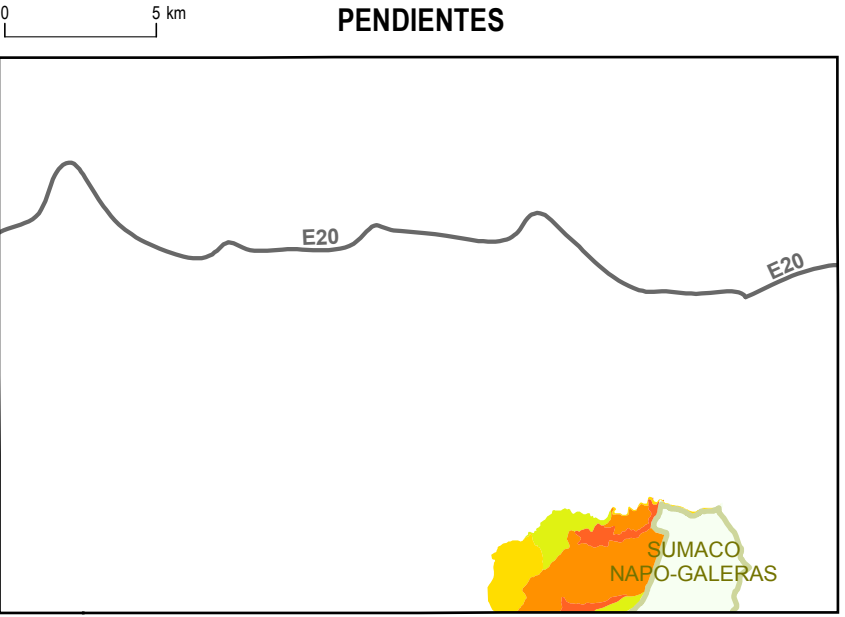 0 5 km
PENDIENTES
E20
E20
SUMACO
NAPO-GALERAS